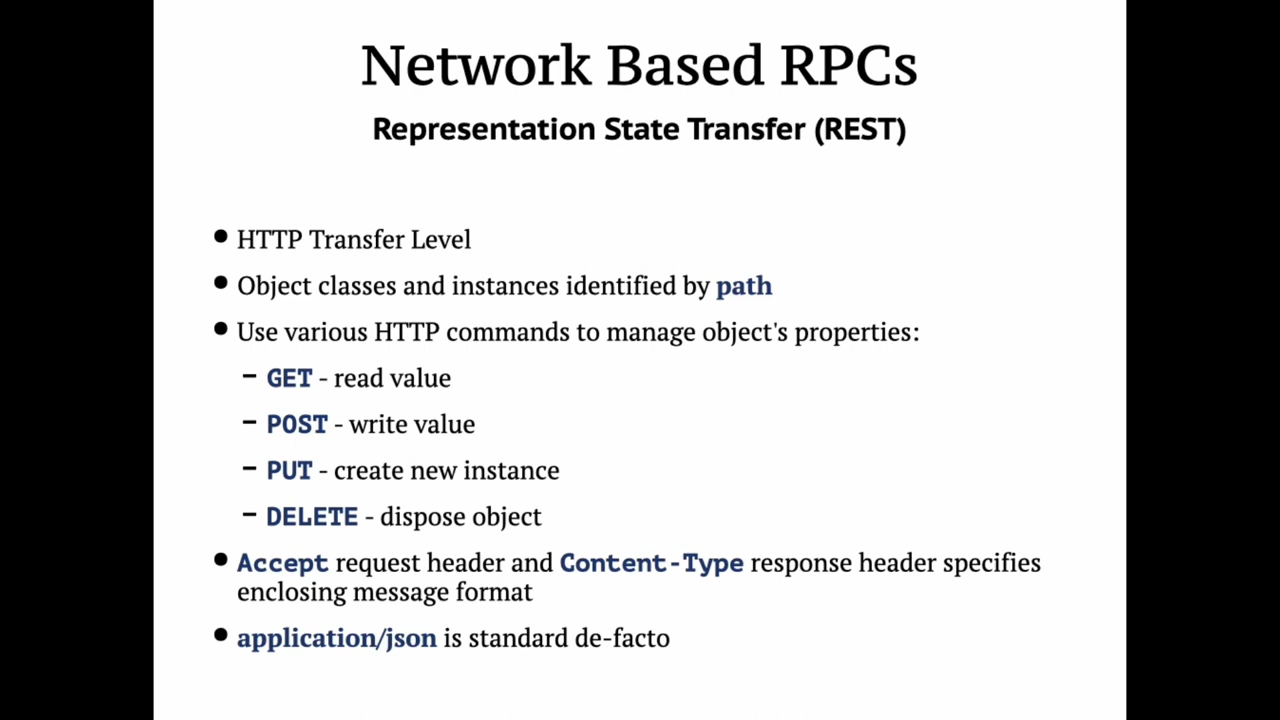 Network Based RPCs
Representation State Transfer (REST)
● HTTP Transfer Level
● Object classes and instances identified by path
● Use various HTTP commands to manage object's properties:
– GET - read value
– POST - write value
– PUT - create new instance
– DELETE - dispose object
● Accept request header and Content-Type response header specifies
enclosing message format
● application/json is standard de-facto